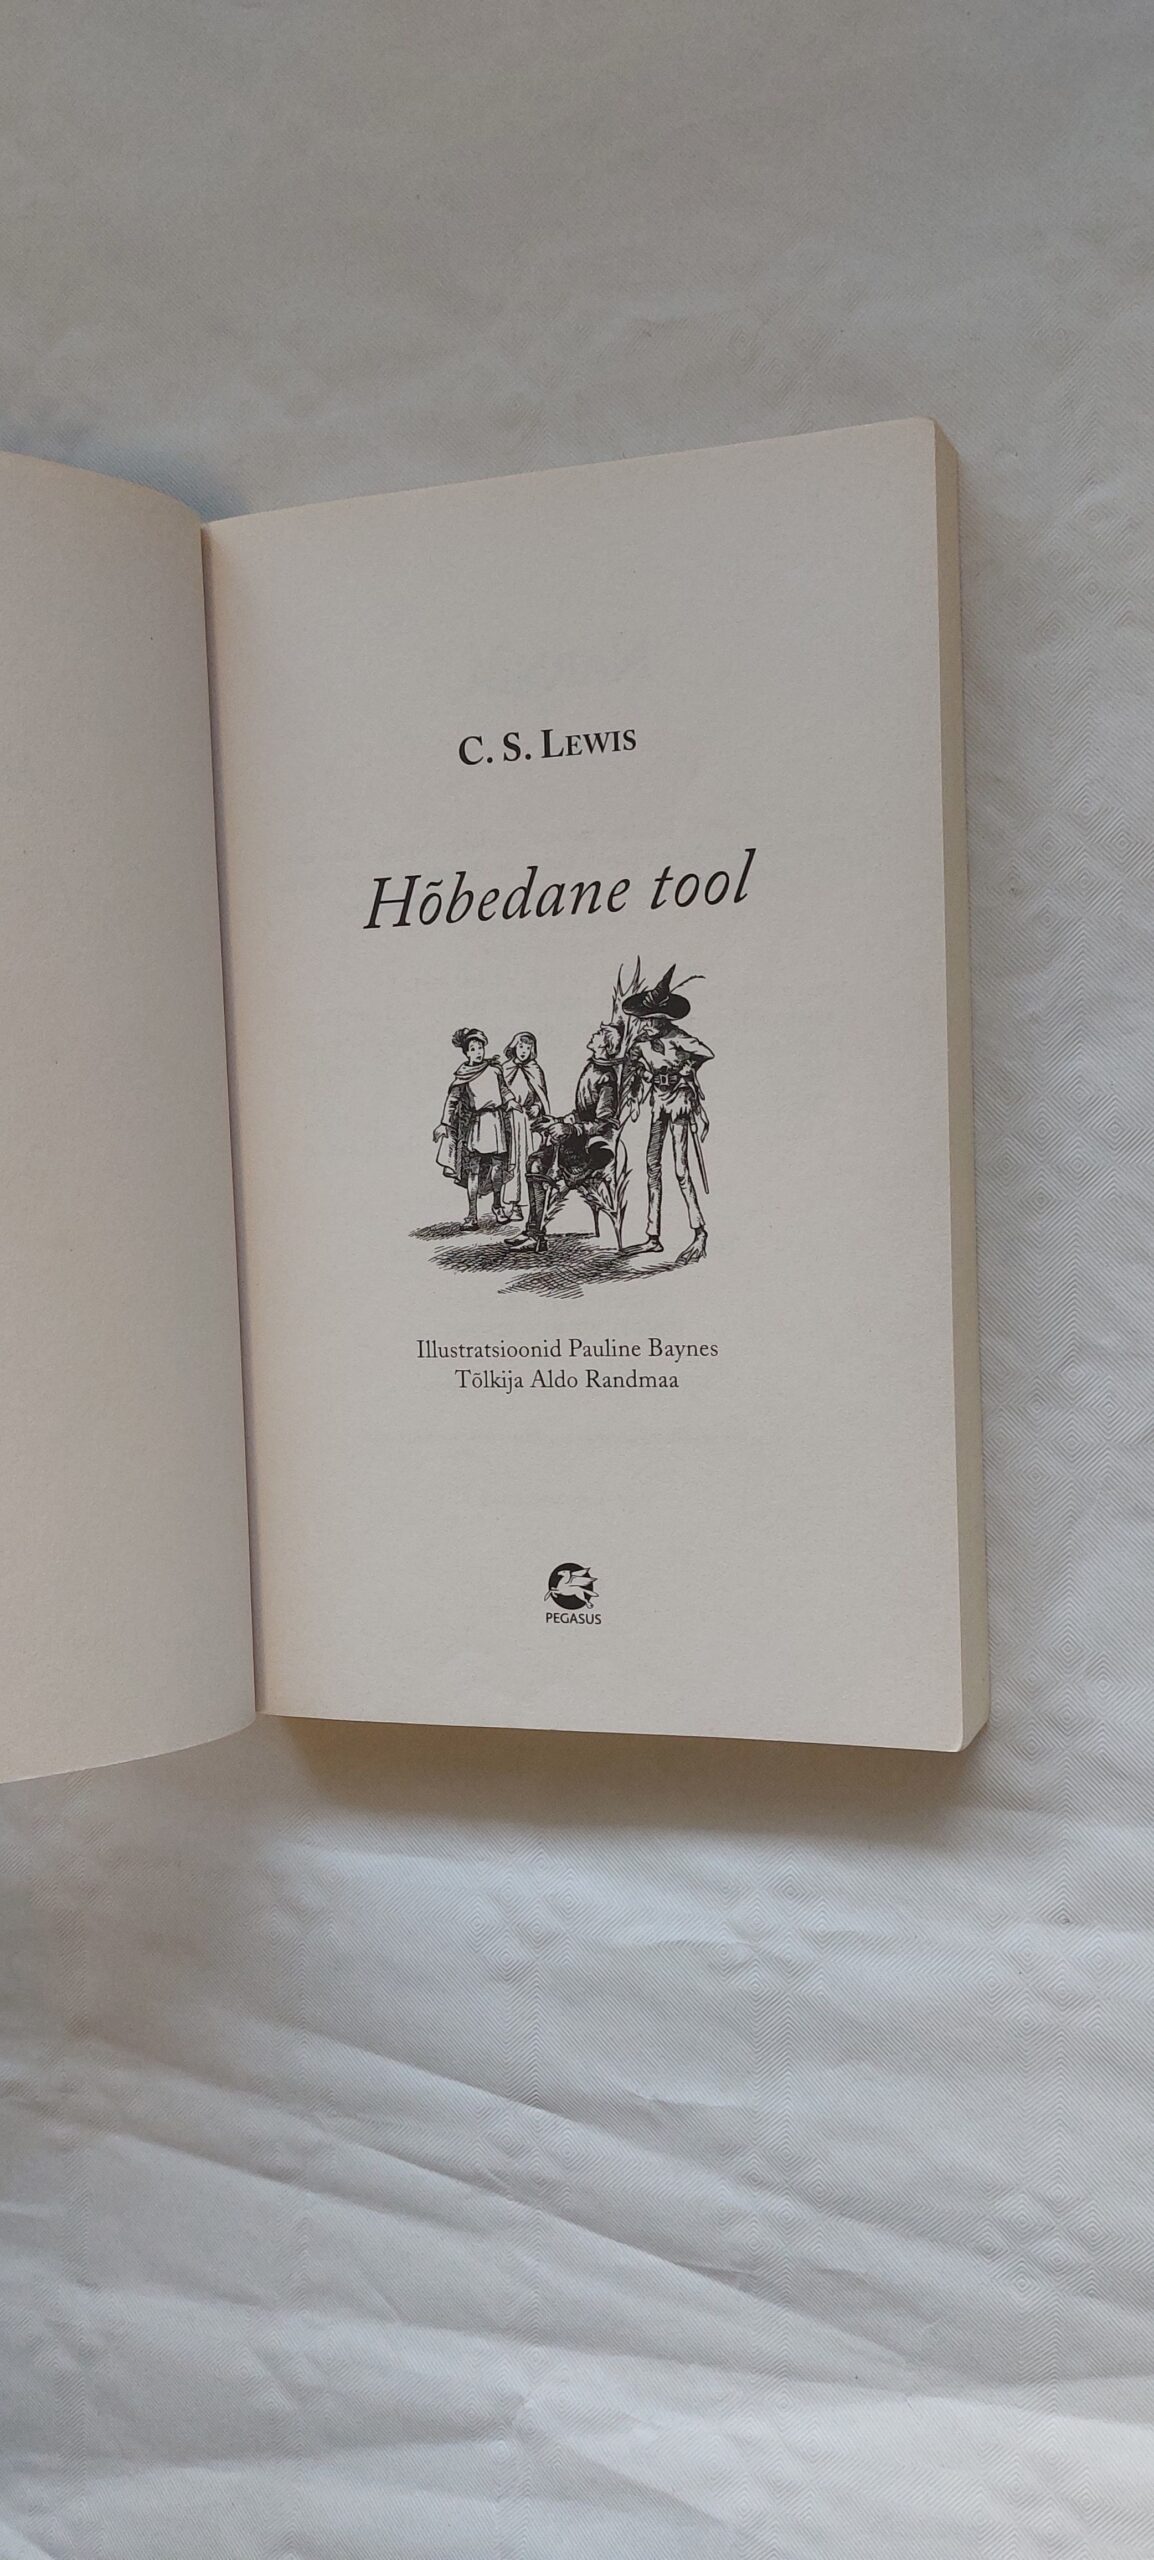 C. S. LEWIS
Hõbedane tool
Illustratsioonid Pauline Baynes
Tõlkija Aldo Randmaa
PEGASUS